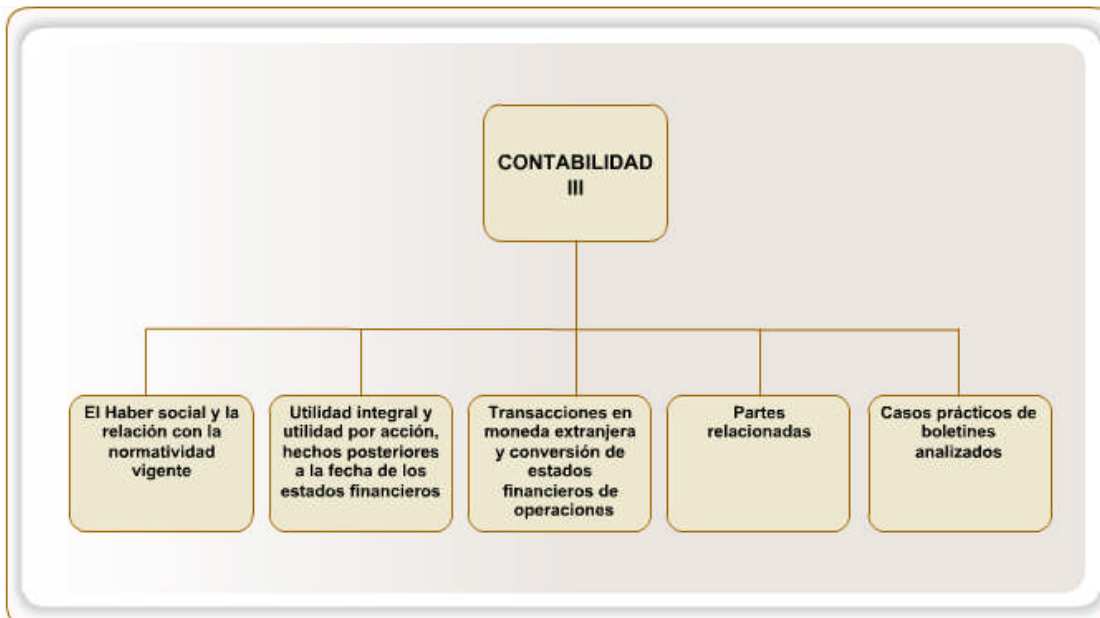 CONTABILIDAD
III
El Haber social y la
relación con la
normatividad
vigente
Utilidad integral y
utilidad por acción,
hechos posteriores
a la fecha de los
estados financieros
Transacciones en
moneda extranjera
y conversión de
estados
financieros de
operaciones
Partes
relacionadas
Casos prácticos de
boletines
analizados